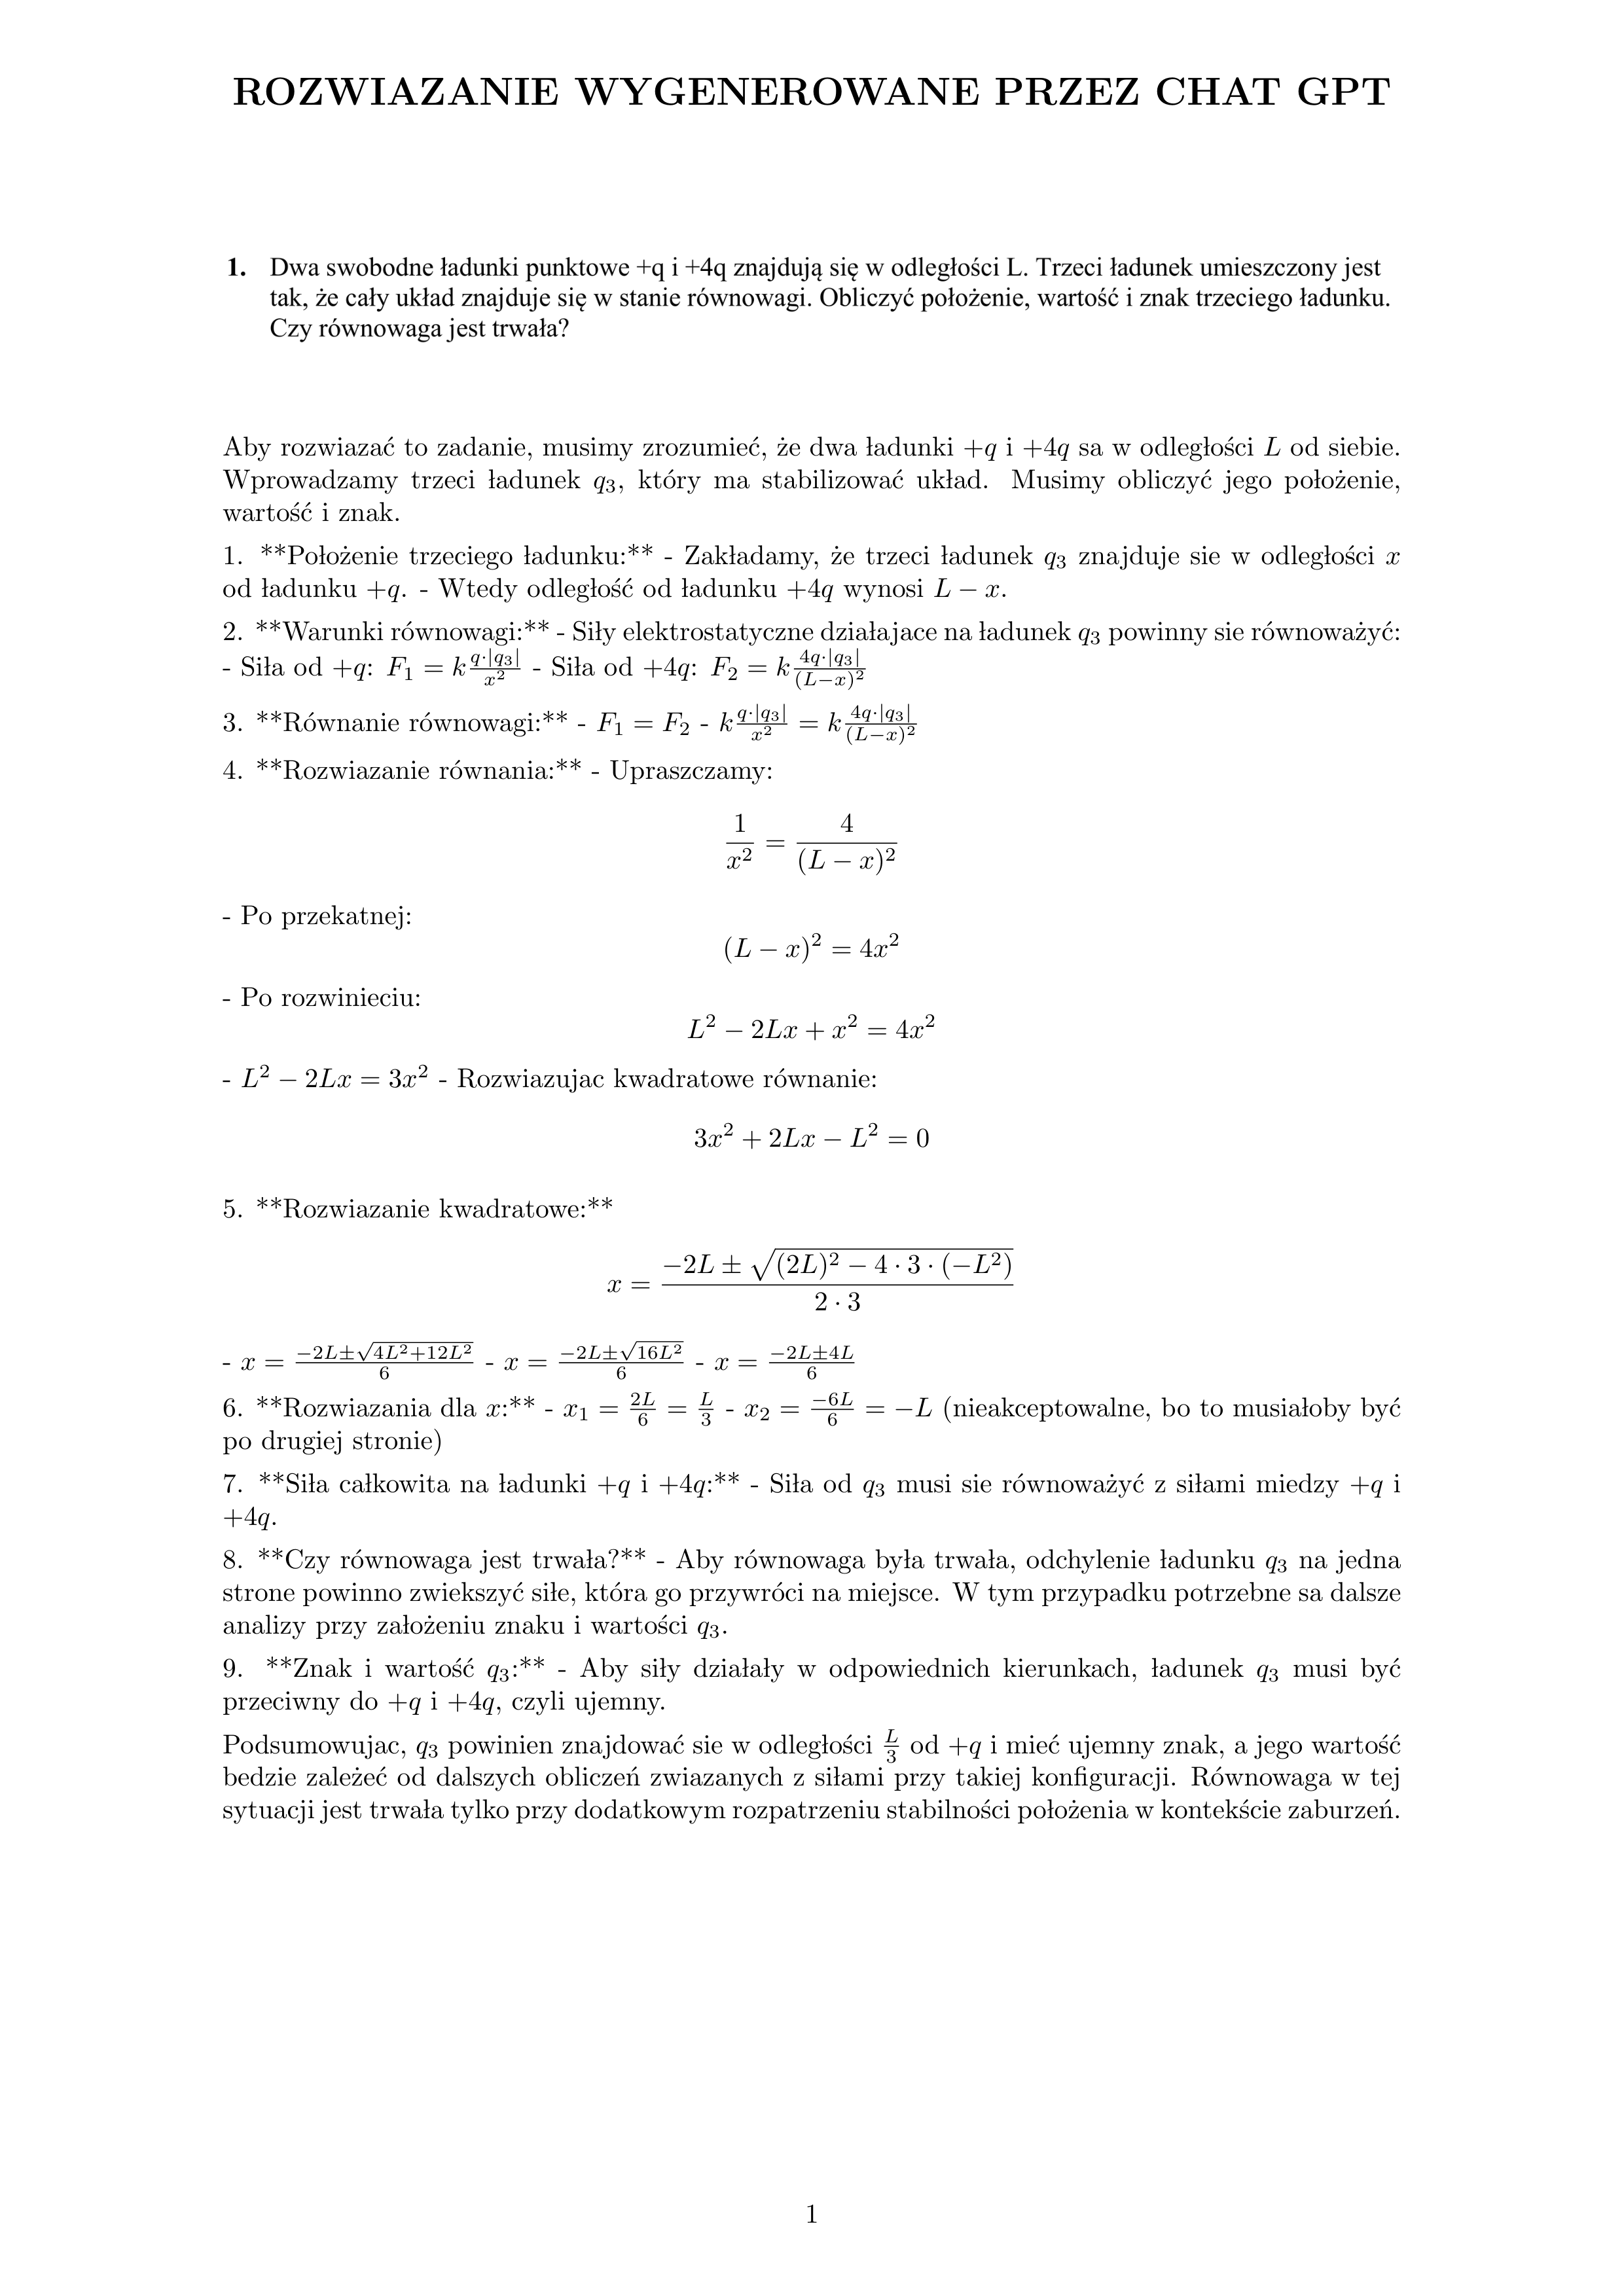 ROZWIAZANIE WYGENEROWANE PRZEZ CHAT GPT
1. Dwa swobodne ładunki punktowe +q i +4q znajdują się w odległości L. Trzeci ładunek umieszczony jest
tak, że cały układ znajduje się w stanie równowagi. Obliczyć położenie, wartość i znak trzeciego ładunku.
Czy równowaga jest trwała?
Aby rozwiazać to zadanie, musimy zrozumieć, że dwa ładunki $+q$ i $+4q$ sa w odległości $L$ od siebie.
Wprowadzamy trzeci ładunek $q_3$, który ma stabilizować układ. Musimy obliczyć jego położenie,
wartość i znak.
1. **Położenie trzeciego ładunku:** - Zakładamy, że trzeci ładunek $q_3$ znajduje sie w odległości $x$
od ładunku $+q$. - Wtedy odległość od ładunku $+4q$ wynosi $L - x$.
2. **Warunki równowagi:** - Siły elektrostatyczne działajace na ładunek $q_3$ powinny sie równoważyć:
- Siła od $+q$: $F_1 = k\frac{q \cdot |q_3|}{x^2}$ - Siła od $+4q$: $F_2 = k\frac{4q \cdot |q_3|}{(L-x)^2}$
3. **Równanie równowagi:** - $F_1 = F_2$ - $k\frac{q \cdot |q_3|}{x^2} = k\frac{4q \cdot |q_3|}{(L-x)^2}$
4. **Rozwiazanie równania:** - Upraszczamy:
$\frac{1}{x^2} = \frac{4}{(L - x)^2}$
- Po przekatnej:
$(L - x)^2 = 4x^2$
- Po rozwinieciu:
$L^2 - 2Lx + x^2 = 4x^2$
- $L^2 - 2Lx = 3x^2$ - Rozwiazujac kwadratowe równanie:
$3x^2 + 2Lx - L^2 = 0$
5. **Rozwiazanie kwadratowe:**
$x = \frac{-2L \pm \sqrt{(2L)^2 - 4 \cdot 3 \cdot (-L^2)}}{2 \cdot 3}$
- $x = \frac{-2L \pm \sqrt{4L^2+12L^2}}{6}$ - $x = \frac{-2L \pm \sqrt{16L^2}}{6}$ - $x = \frac{-2L \pm 4L}{6}$
6. **Rozwiazania dla $x$:** - $x_1 = \frac{2L}{6} = \frac{L}{3}$ - $x_2 = \frac{-6L}{6} = -L$ (nieakceptowalne, bo to musiałoby być
po drugiej stronie)
7. **Siła całkowita na ładunki $+q$ i $+4q$:** - Siła od $q_3$ musi sie równoważyć z siłami miedzy $+q$ i
$+4q$.
8. **Czy równowaga jest trwała?** - Aby równowaga była trwała, odchylenie ładunku $q_3$ na jedna
strone powinno zwiekszyć siłe, która go przywróci na miejsce. W tym przypadku potrzebne sa dalsze
analizy przy założeniu znaku i wartości $q_3$.
9. **Znak i wartość $q_3$:** - Aby siły działały w odpowiednich kierunkach, ładunek $q_3$ musi być
przeciwny do $+q$ i $+4q$, czyli ujemny.
Podsumowujac, $q_3$ powinien znajdować sie w odległości $\frac{L}{3}$ od $+q$ i mieć ujemny znak, a jego wartość
bedzie zależeć od dalszych obliczeń zwiazanych z siłami przy takiej konfiguracji. Równowaga w tej
sytuacji jest trwała tylko przy dodatkowym rozpatrzeniu stabilności położenia w kontekście zaburzeń.
1